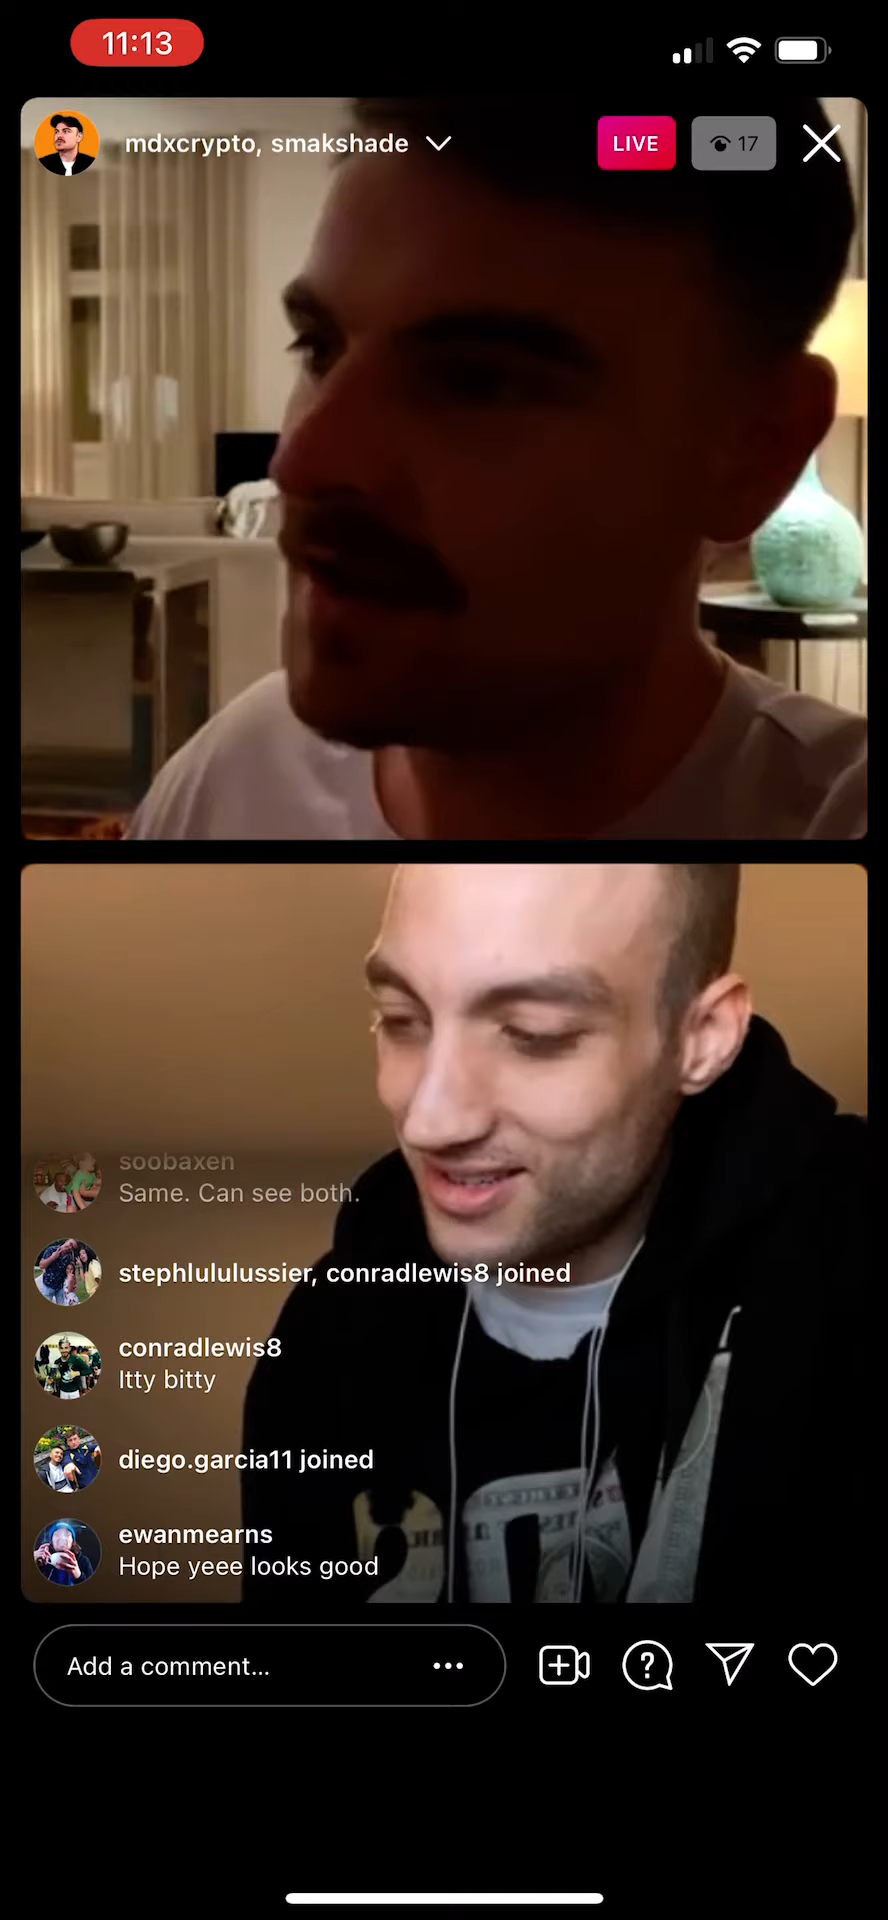 11:13
mdxcrypto, smakshade
LIVE
17
soobaxen
Same. Can see both.
stephlululussier, conradlewis8 joined
conradlewis8
Itty bitty
diego.garcia11 joined
ewanmearns
Hope yeee looks good
Add a comment...